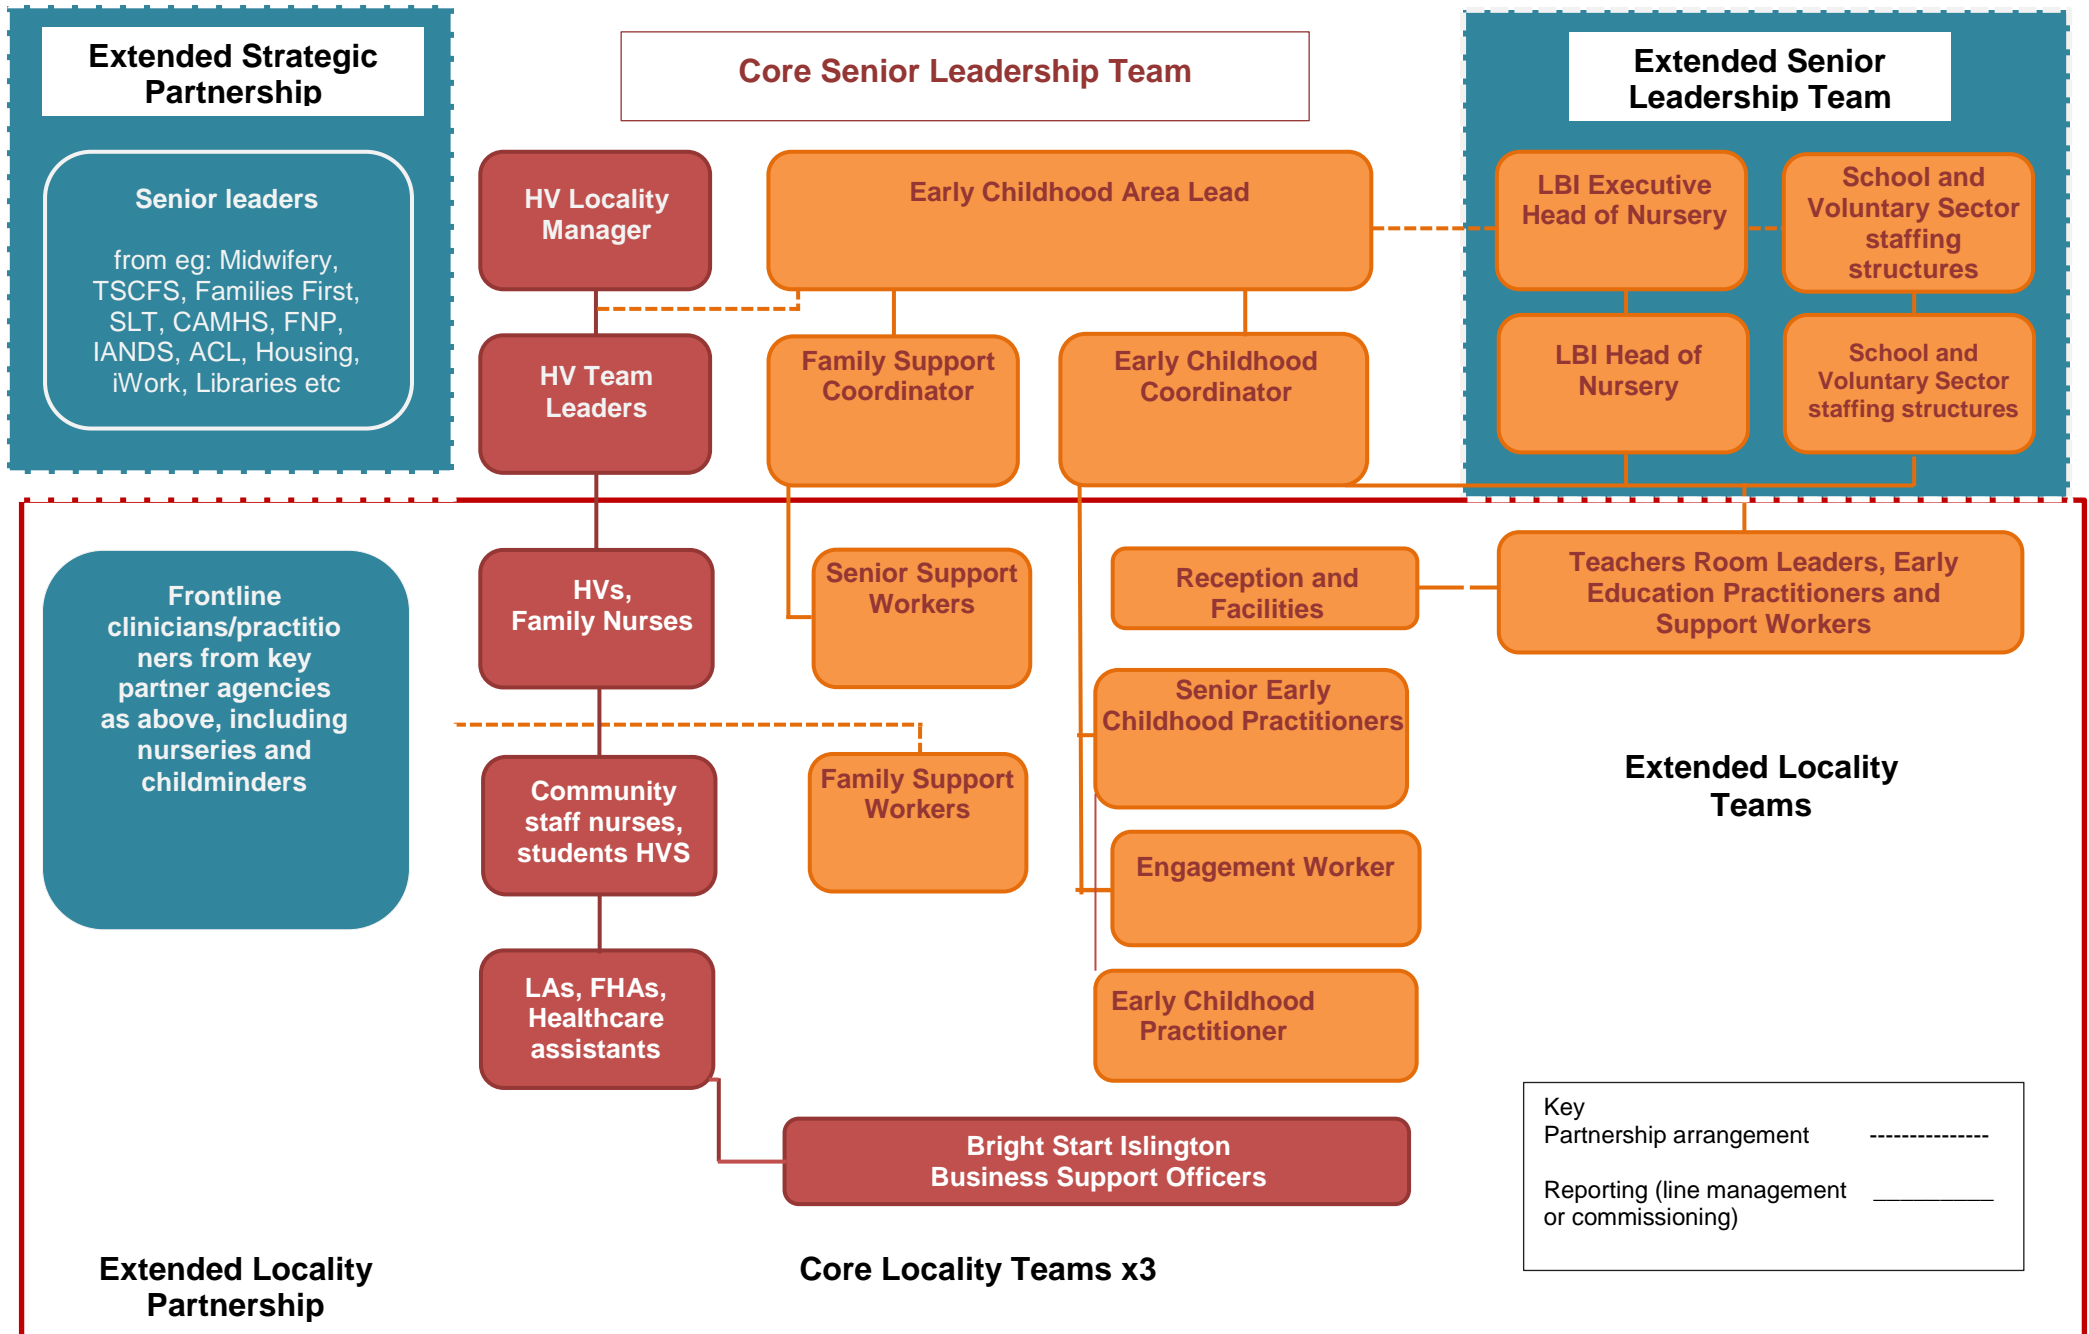 Extended Strategic
Partnership
Core Senior Leadership Team
Extended Senior
Leadership Team
Senior leaders
from eg: Midwifery,
TSCFS, Families First,
SLT, CAMHS, FNP,
IANDS, ACL, Housing,
iWork, Libraries etc
HV Locality
Manager
Early Childhood Area Lead
LBI Executive
Head of Nursery
School and
Voluntary Sector
staffing
structures
HV Team
Leaders
Family Support
Coordinator
Early Childhood
Coordinator
LBI Head of
Nursery
School and
Voluntary Sector
staffing structures
Frontline
clinicians/practitio
ners from key
partner agencies
as above, including
nurseries and
childminders
HVs,
Family Nurses
Senior Support
Workers
Reception and
Facilities
Teachers Room Leaders, Early
Education Practitioners and
Support Workers
Senior Early
Childhood Practitioners
Community
staff nurses,
students HVS
Family Support
Workers
Extended Locality
Teams
Engagement Worker
LAs, FHAs,
Healthcare
assistants
Early Childhood
Practitioner
Bright Start Islington
Business Support Officers
Key
Partnership arrangement ---------------
Reporting (line management _________
or commissioning)
Extended Locality
Partnership
Core Locality Teams x3